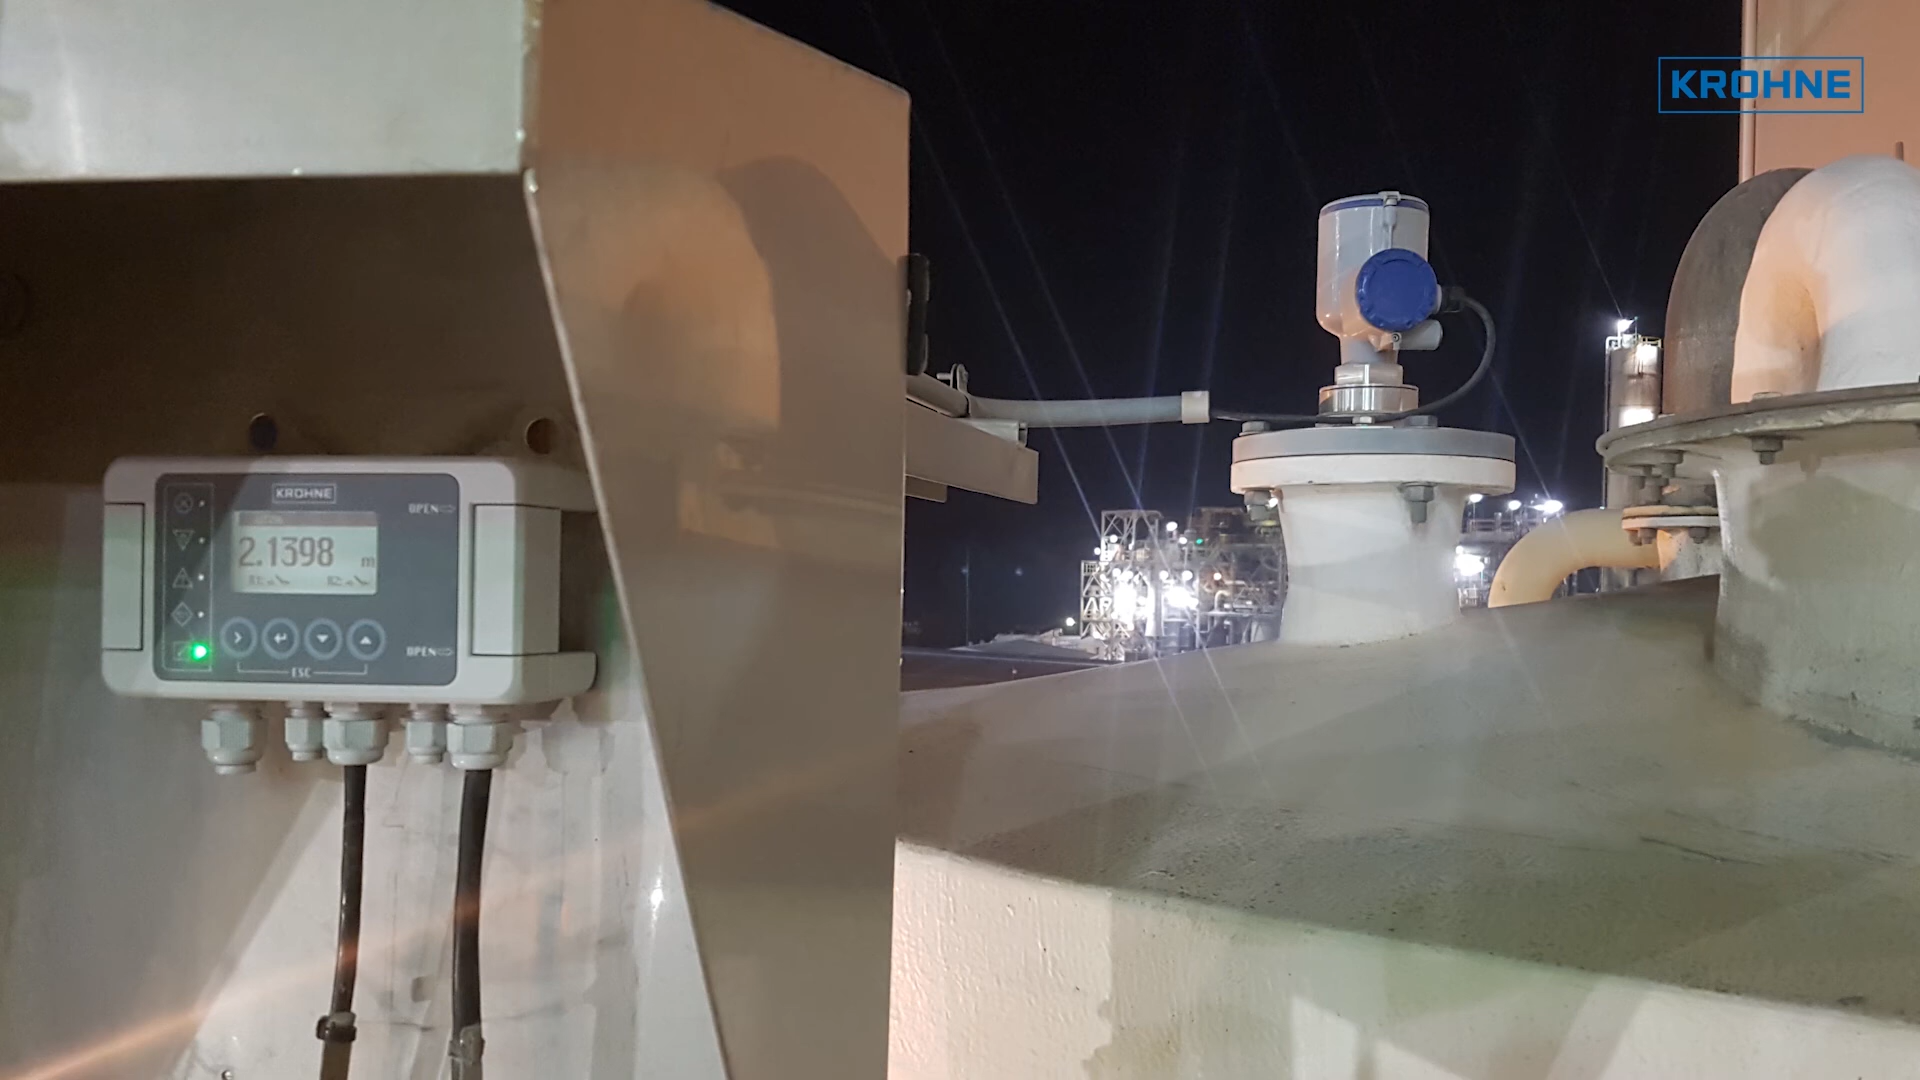 KROHNE
KROHNE
OPEN
2.1398 m
OPEN
ESC